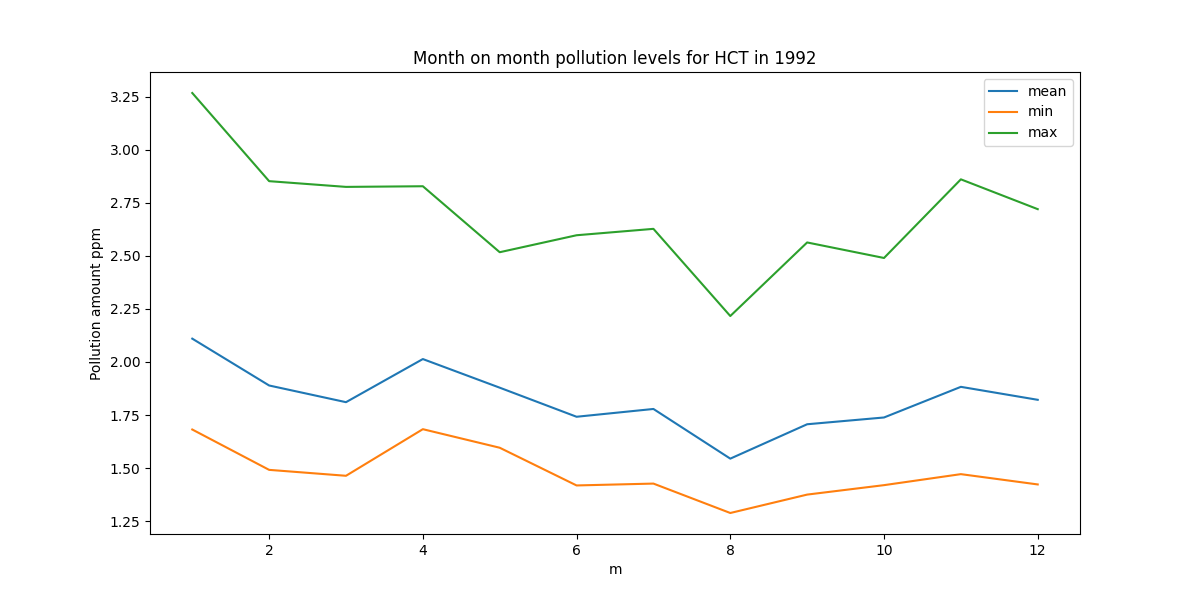 Month on month pollution levels for HCT in 1992
mean
min
max
Pollution amount ppm
3.25
3.00
2.75
2.50
2.25
2.00
1.75
1.50
1.25
2 4 6 8 10 12
m